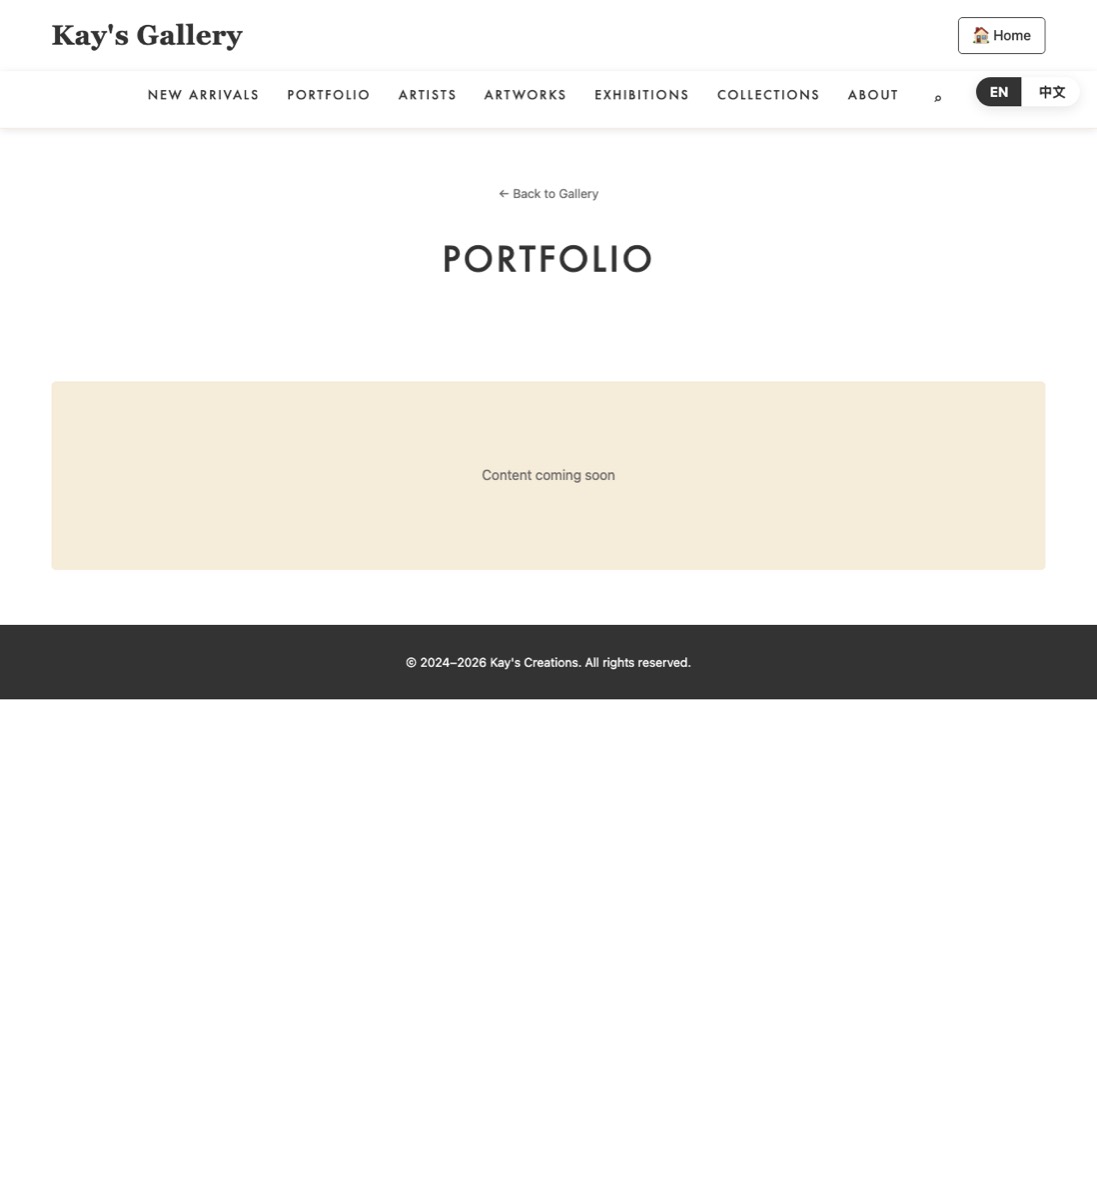 Kay's Gallery
🏠 Home
NEW ARRIVALS PORTFOLIO ARTISTS ARTWORKS EXHIBITIONS COLLECTIONS ABOUT ⌕ EN 中文
← Back to Gallery
PORTFOLIO
Content coming soon
© 2024–2026 Kay's Creations. All rights reserved.